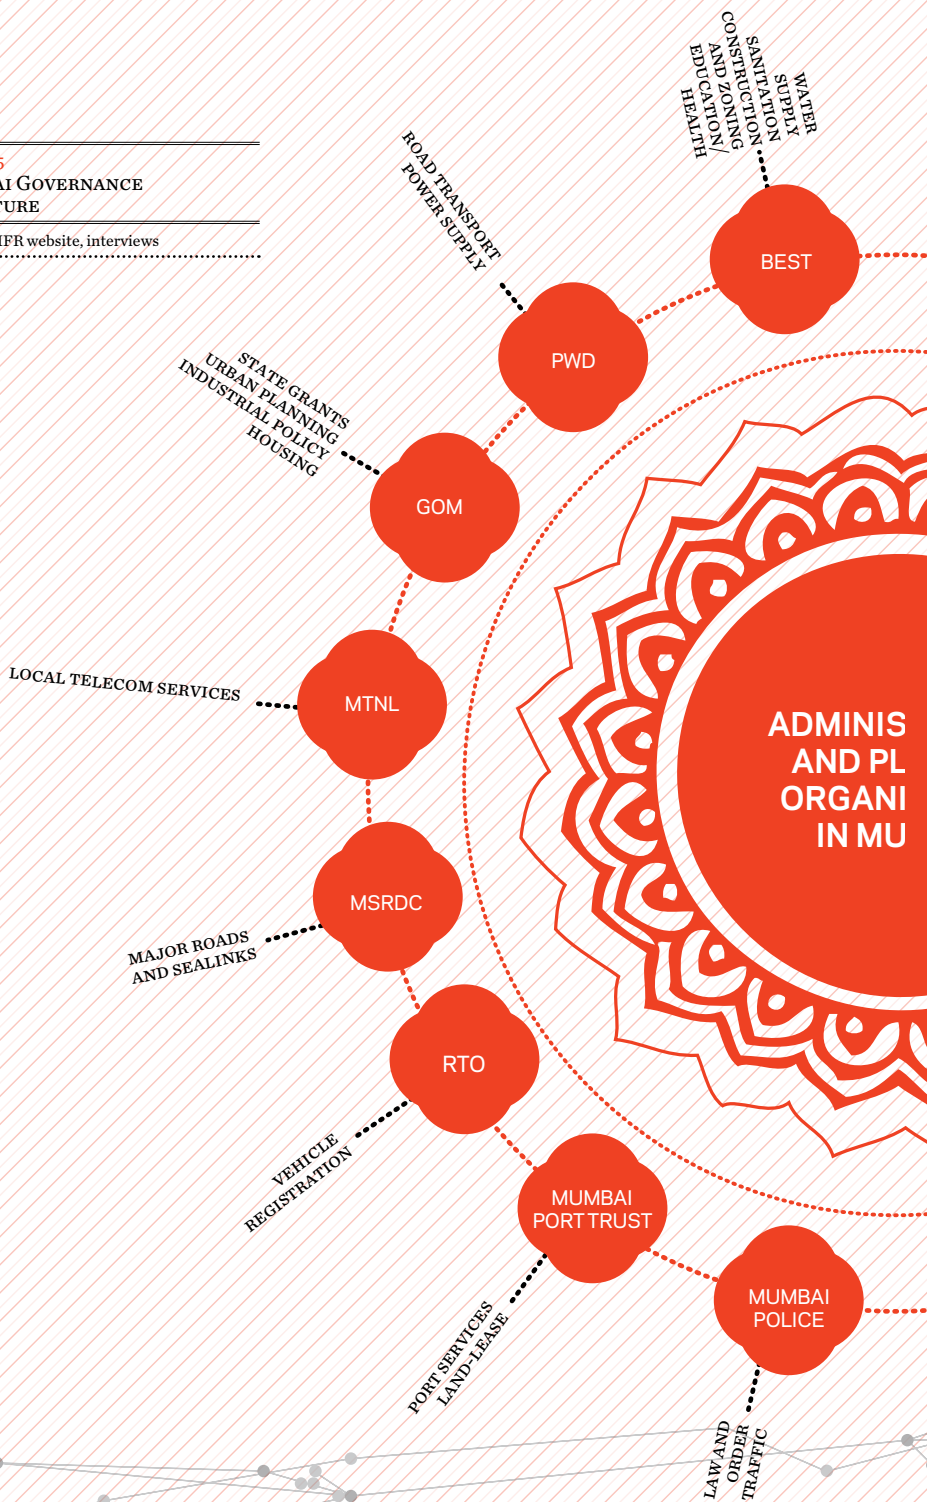 5
AI GOVERNANCE
TURE
IFR website, interviews
WATER
SUPPLY
SANITATION
CONSTRUCTION
AND ZONING
EDUCATION/
HEALTH
BEST
ROAD TRANSPORT
POWER SUPPLY
PWD
STATE GRANTS
URBAN PLANNING
INDUSTRIAL POLICY
HOUSING
GOM
LOCAL TELECOM SERVICES
MTNL
ADMINIS
AND PL
ORGANI
IN MU
MSRDC
MAJOR ROADS
AND SEALINKS
RTO
VEHICLE
REGISTRATION
MUMBAI
PORT TRUST
PORT SERVICES
LAND-LEASE
MUMBAI
POLICE
LAW AND
ORDER
TRAFFIC